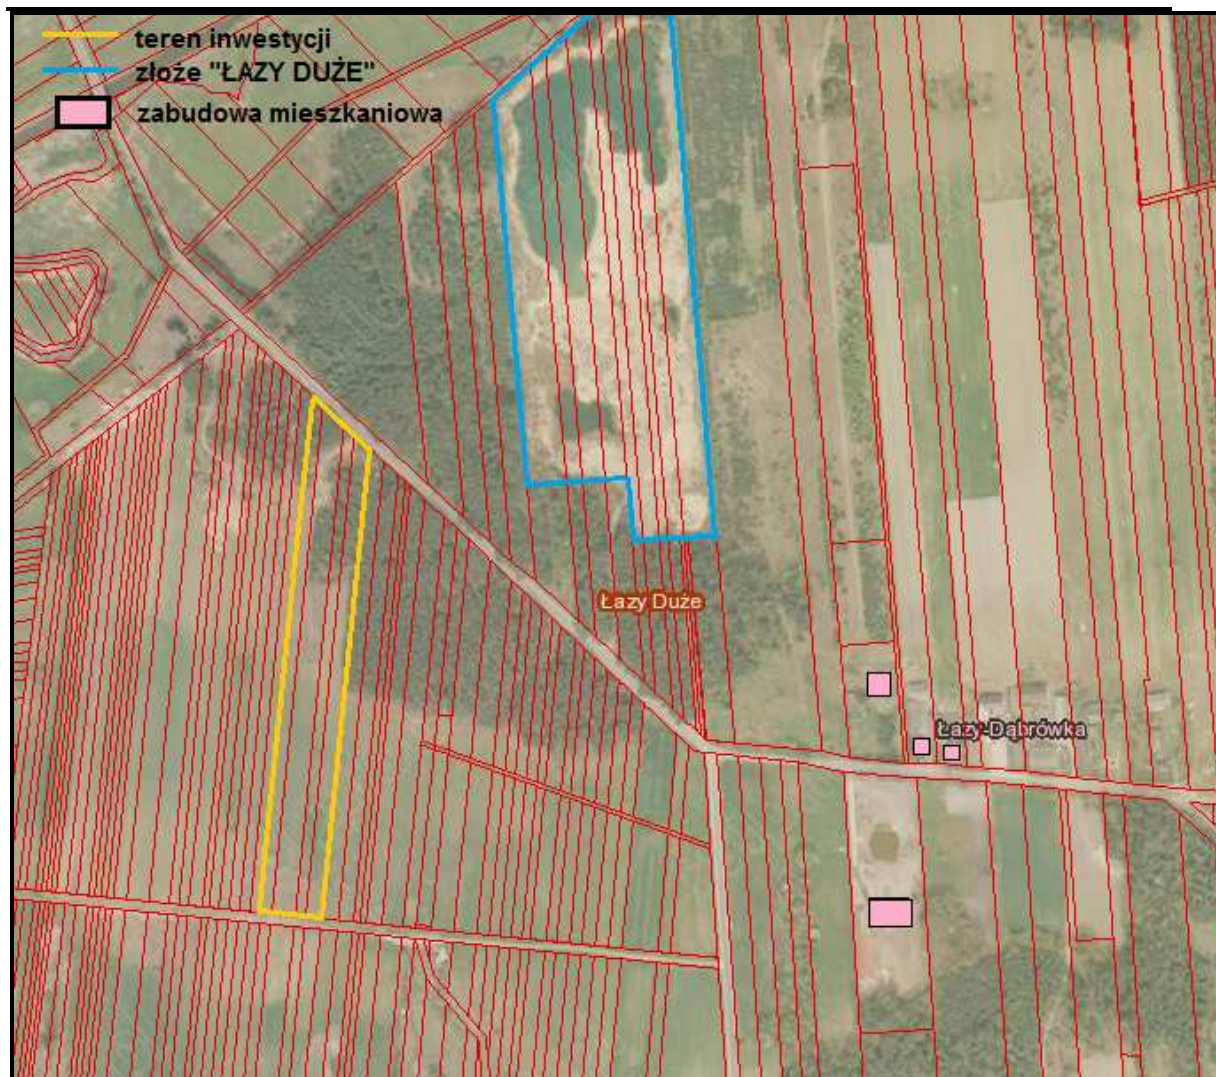 teren inwestycji
złoże "ŁAZY DUŻE"
zabudowa mieszkaniowa
Łazy Duże
Łazy-Dąbrówka